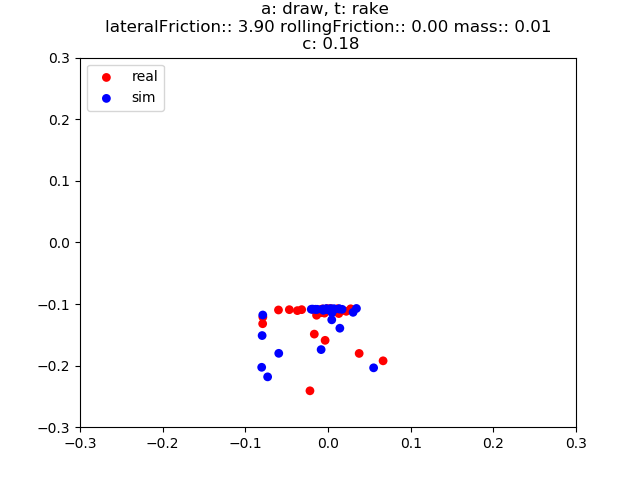 a: draw, t: rake
lateralFriction:: 3.90 rollingFriction:: 0.00 mass:: 0.01
c: 0.18
real
sim
0.3
0.2
0.1
0.0
−0.1
−0.2
−0.3
−0.3
−0.2
−0.1
0.0
0.1
0.2
0.3